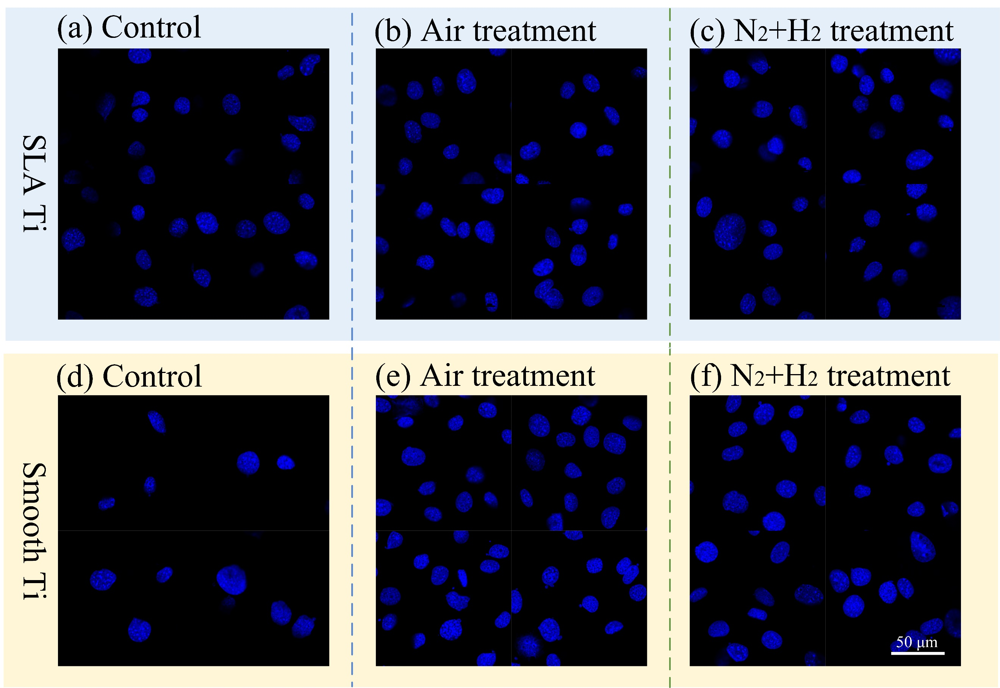 (a) Control
(b) Air treatment
(c) N2+H2 treatment
SLA Ti
(d) Control
(e) Air treatment
(f) N2+H2 treatment
Smooth Ti
50 μm